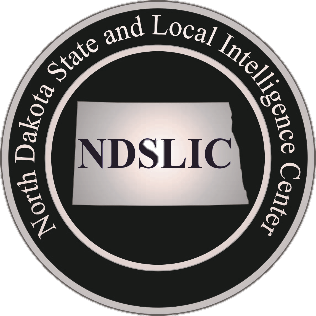 North Dakota State and Local Intelligence Center
NDSLIC